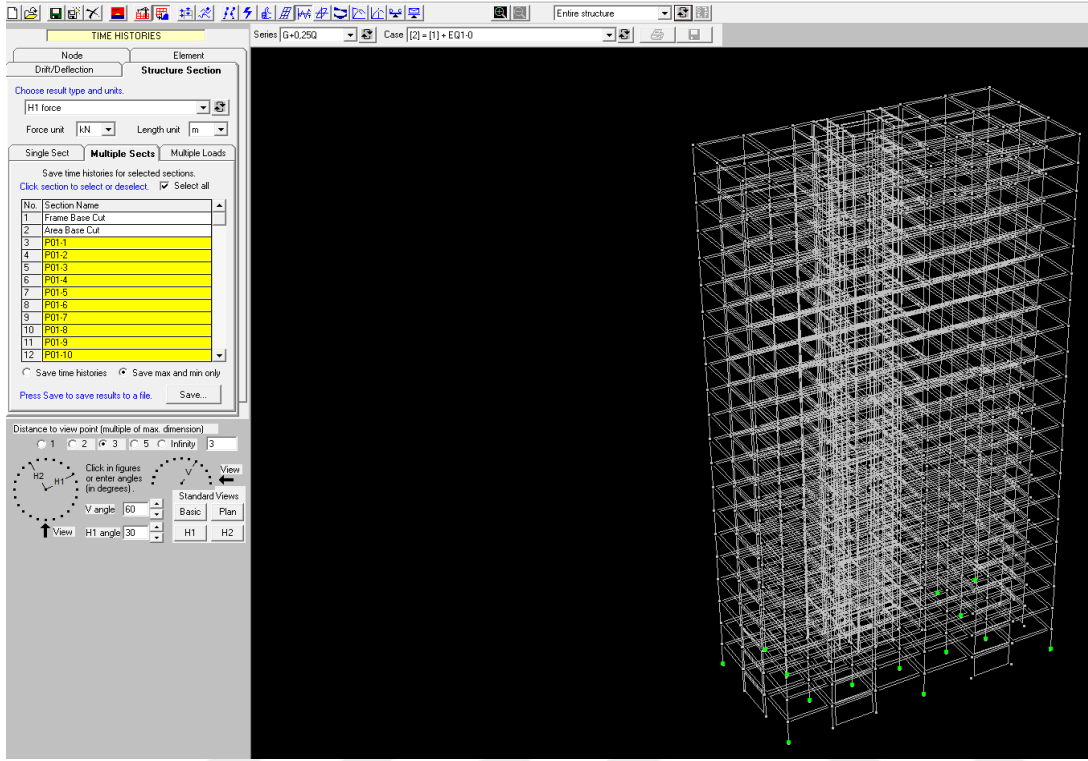 Entire structure
TIME HISTORIES
Series G+0,25Q Case [2] = [1] + EQ1-0
Node Element
Drift/Deflection Structure Section
Choose result type and units.
H1 force
Force unit kN Length unit m
Single Sect Multiple Sects Multiple Loads
Save time histories for selected sections.
Click section to select or deselect. Select all
No. Section Name
1 Frame Base Cut
2 Area Base Cut
3 P01-1
4 P01-2
5 P01-3
6 P01-4
7 P01-5
8 P01-6
9 P01-7
10 P01-8
11 P01-9
12 P01-10
Save time histories Save max and min only
Press Save to save results to a file. Save...
Distance to view point (multiple of max. dimension)
1 2 3 5 Infinity 3
H2 H1 Click in figures V View
or enter angles
(in degrees).
Standard Views
V angle 60 Basic Plan
View H1 angle 30 H1 H2